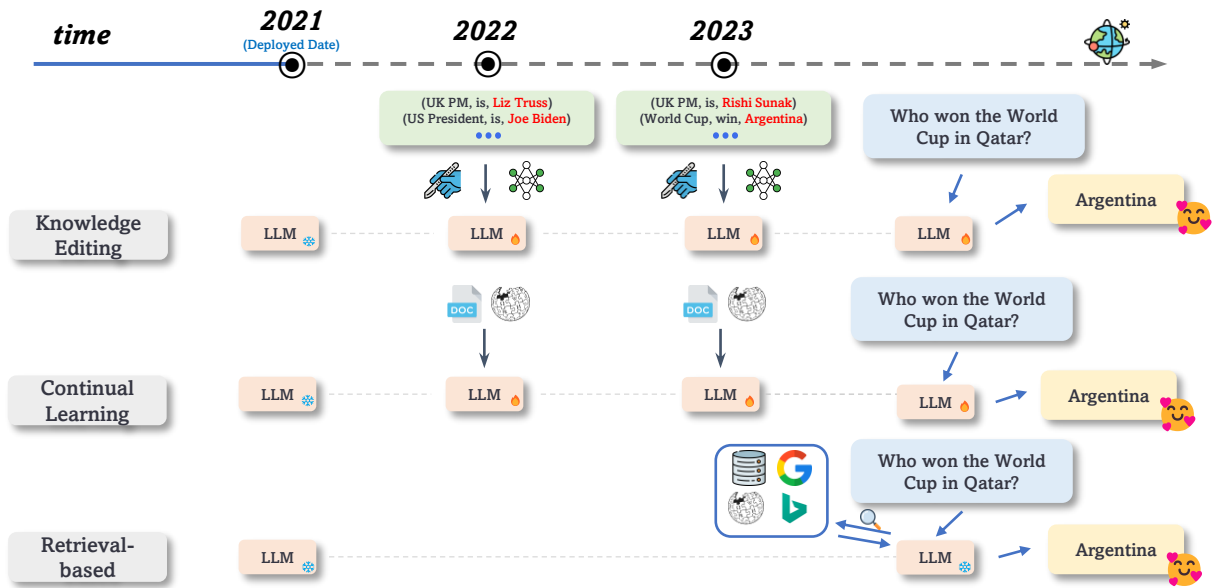 time
2021
(Deployed Date)
2022
2023
(UK PM, is, Liz Truss)
(US President, is, Joe Biden)
(UK PM, is, Rishi Sunak)
(World Cup, win, Argentina)
Who won the World
Cup in Qatar?
Knowledge
Editing
LLM
LLM
LLM
LLM
Argentina
DOC
DOC
Who won the World
Cup in Qatar?
Continual
Learning
LLM
LLM
LLM
LLM
Argentina
Who won the World
Cup in Qatar?
Retrieval-
based
LLM
LLM
Argentina